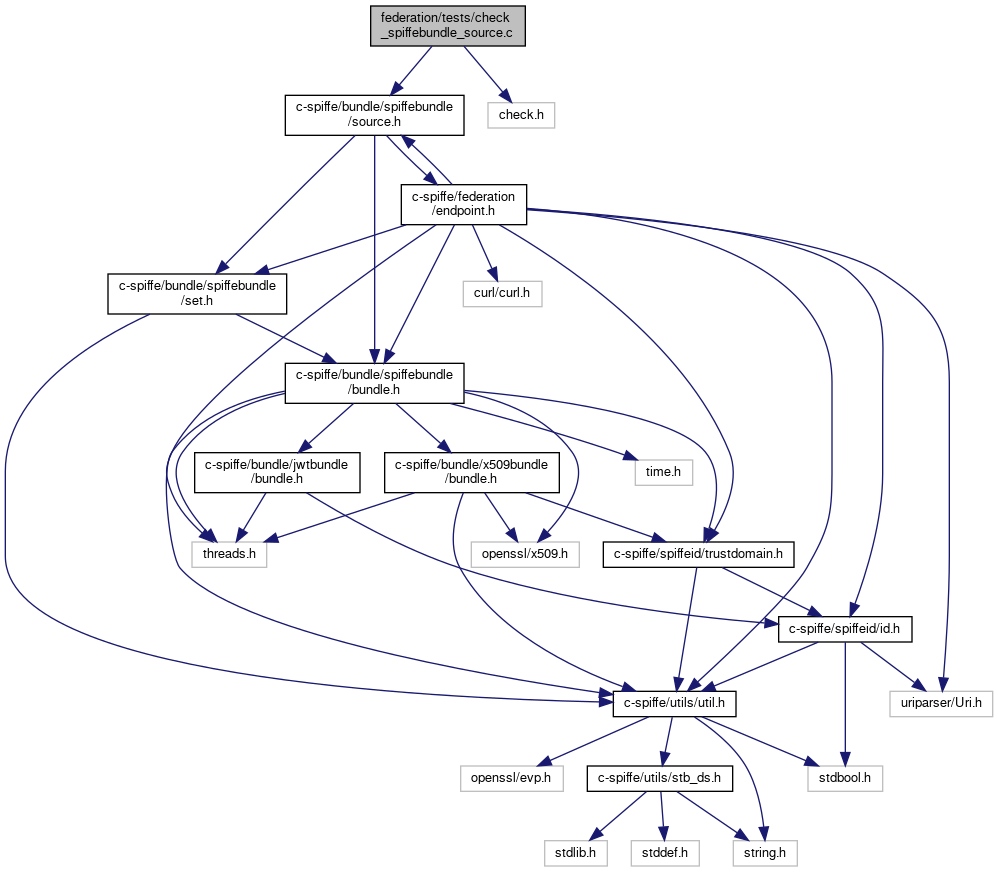 federation/tests/check
_spiffebundle_source.c
c-spiffe/bundle/spiffebundle
/source.h
check.h
c-spiffe/federation
/endpoint.h
c-spiffe/bundle/spiffebundle
/set.h
curl/curl.h
c-spiffe/bundle/spiffebundle
/bundle.h
c-spiffe/bundle/jwtbundle
/bundle.h
c-spiffe/bundle/x509bundle
/bundle.h
time.h
threads.h
openssl/x509.h
c-spiffe/spiffeid/trustdomain.h
c-spiffe/spiffeid/id.h
c-spiffe/utils/util.h
uriparser/Uri.h
openssl/evp.h
c-spiffe/utils/stb_ds.h
stdbool.h
stdlib.h
stddef.h
string.h